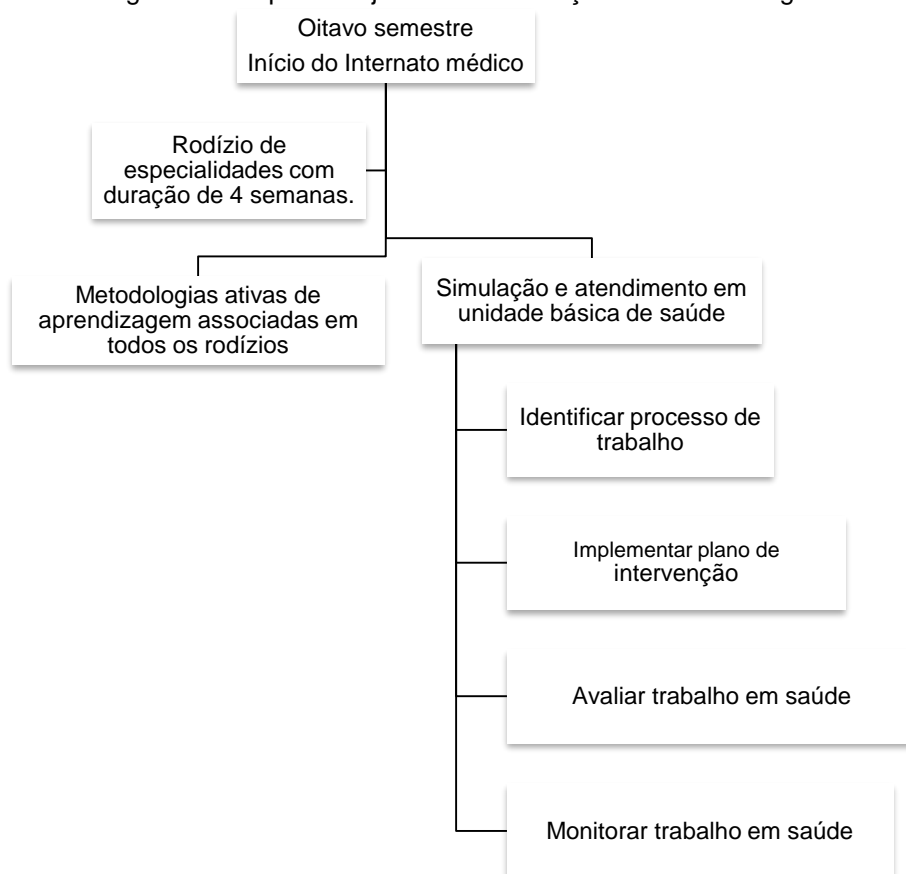 Oitavo semestre
Início do Internato médico
Rodízio de
especialidades com
duração de 4 semanas.
Metodologias ativas de
aprendizagem associadas em
todos os rodízios
Simulação e atendimento em
unidade básica de saúde
Identificar processo de
trabalho
Implementar plano de
intervenção
Avaliar trabalho em saúde
Monitorar trabalho em saúde